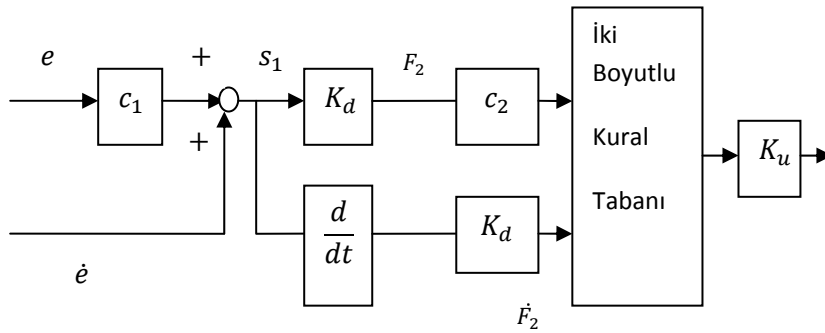 e
+
s₁
F₂
c₁
K_d
c₂
+
ė
d/dt
K_d
Ḟ₂
İki
Boyutlu
Kural
Tabanı
K_u